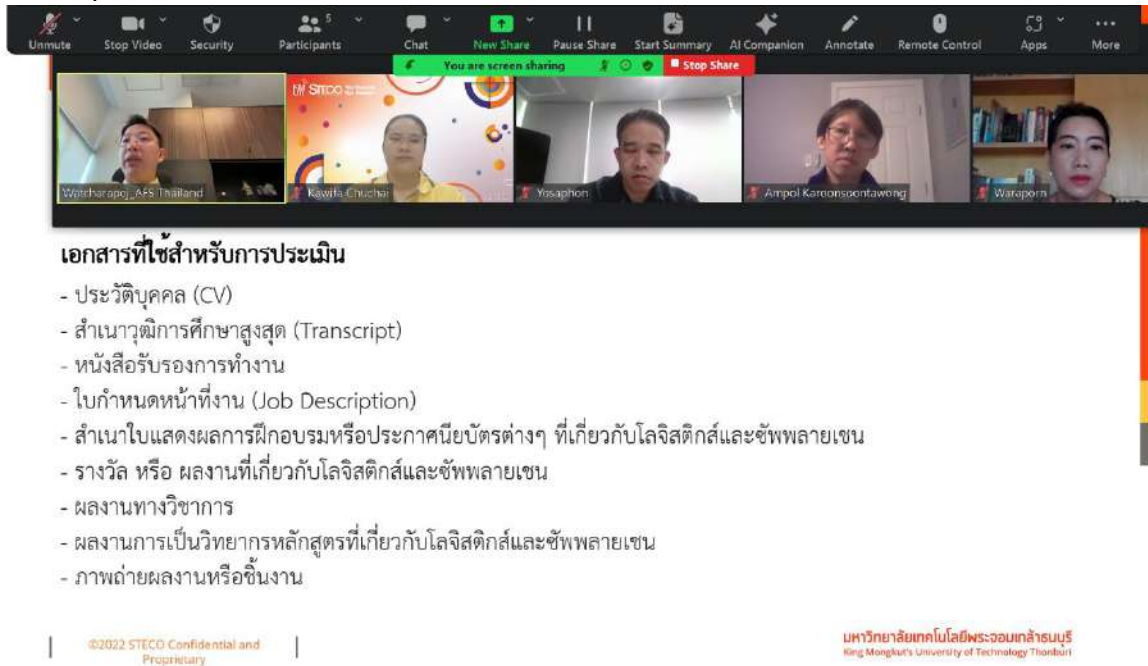 Unmute Stop Video Security Participants 5 Chat New Share Pause Share Start Summary AI Companion Annotate Remote Control Apps More
You are screen sharing Stop Share
STECO
Watcharapoj_AFS Thailand Kawita Chuchai Yosaphon Ampol Karoonsoontawong Waraporn
เอกสารที่ใช้สำหรับการประเมิน
- ประวัติบุคคล (CV)
- สำเนาวุฒิการศึกษาสูงสุด (Transcript)
- หนังสือรับรองการทำงาน
- ใบกำหนดหน้าที่งาน (Job Description)
- สำเนาใบแสดงผลการฝึกอบรมหรือประกาศนียบัตรต่างๆ ที่เกี่ยวกับโลจิสติกส์และซัพพลายเชน
- รางวัล หรือ ผลงานที่เกี่ยวกับโลจิสติกส์และซัพพลายเชน
- ผลงานทางวิชาการ
- ผลงานการเป็นวิทยากรหลักสูตรที่เกี่ยวกับโลจิสติกส์และซัพพลายเชน
- ภาพถ่ายผลงานหรือชิ้นงาน
©2022 STECO Confidential and
Proprietary
มหาวิทยาลัยเทคโนโลยีพระจอมเกล้าธนบุรี
King Mongkut's University of Technology Thonburi